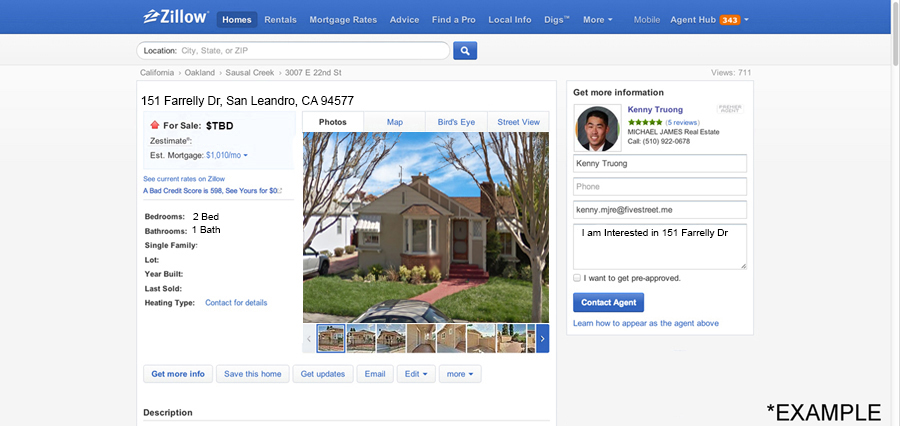 Zillow Homes Rentals Mortgage Rates Advice Find a Pro Local Info Digs™ More Mobile Agent Hub 343
Location: City, State, or ZIP
California › Oakland › Sausal Creek › 3007 E 22nd St
Views: 711
151 Farrelly Dr, San Leandro, CA 94577
For Sale: $TBD
Zestimate®:
Est. Mortgage: $1,010/mo
See current rates on Zillow
A Bad Credit Score is 598, See Yours for $0
Bedrooms: 2 Bed
Bathrooms: 1 Bath
Single Family:
Lot:
Year Built:
Last Sold:
Heating Type: Contact for details
Photos Map Bird's Eye Street View
Get more info Save this home Get updates Email Edit more
Description
Get more information
Kenny Truong
PREMIER
AGENT
(5 reviews)
MICHAEL JAMES Real Estate
Call: (510) 922-0678
Kenny Truong
Phone
kenny.mjre@fivestreet.me
I am Interested in 151 Farrelly Dr
I want to get pre-approved.
Contact Agent
Learn how to appear as the agent above
*EXAMPLE